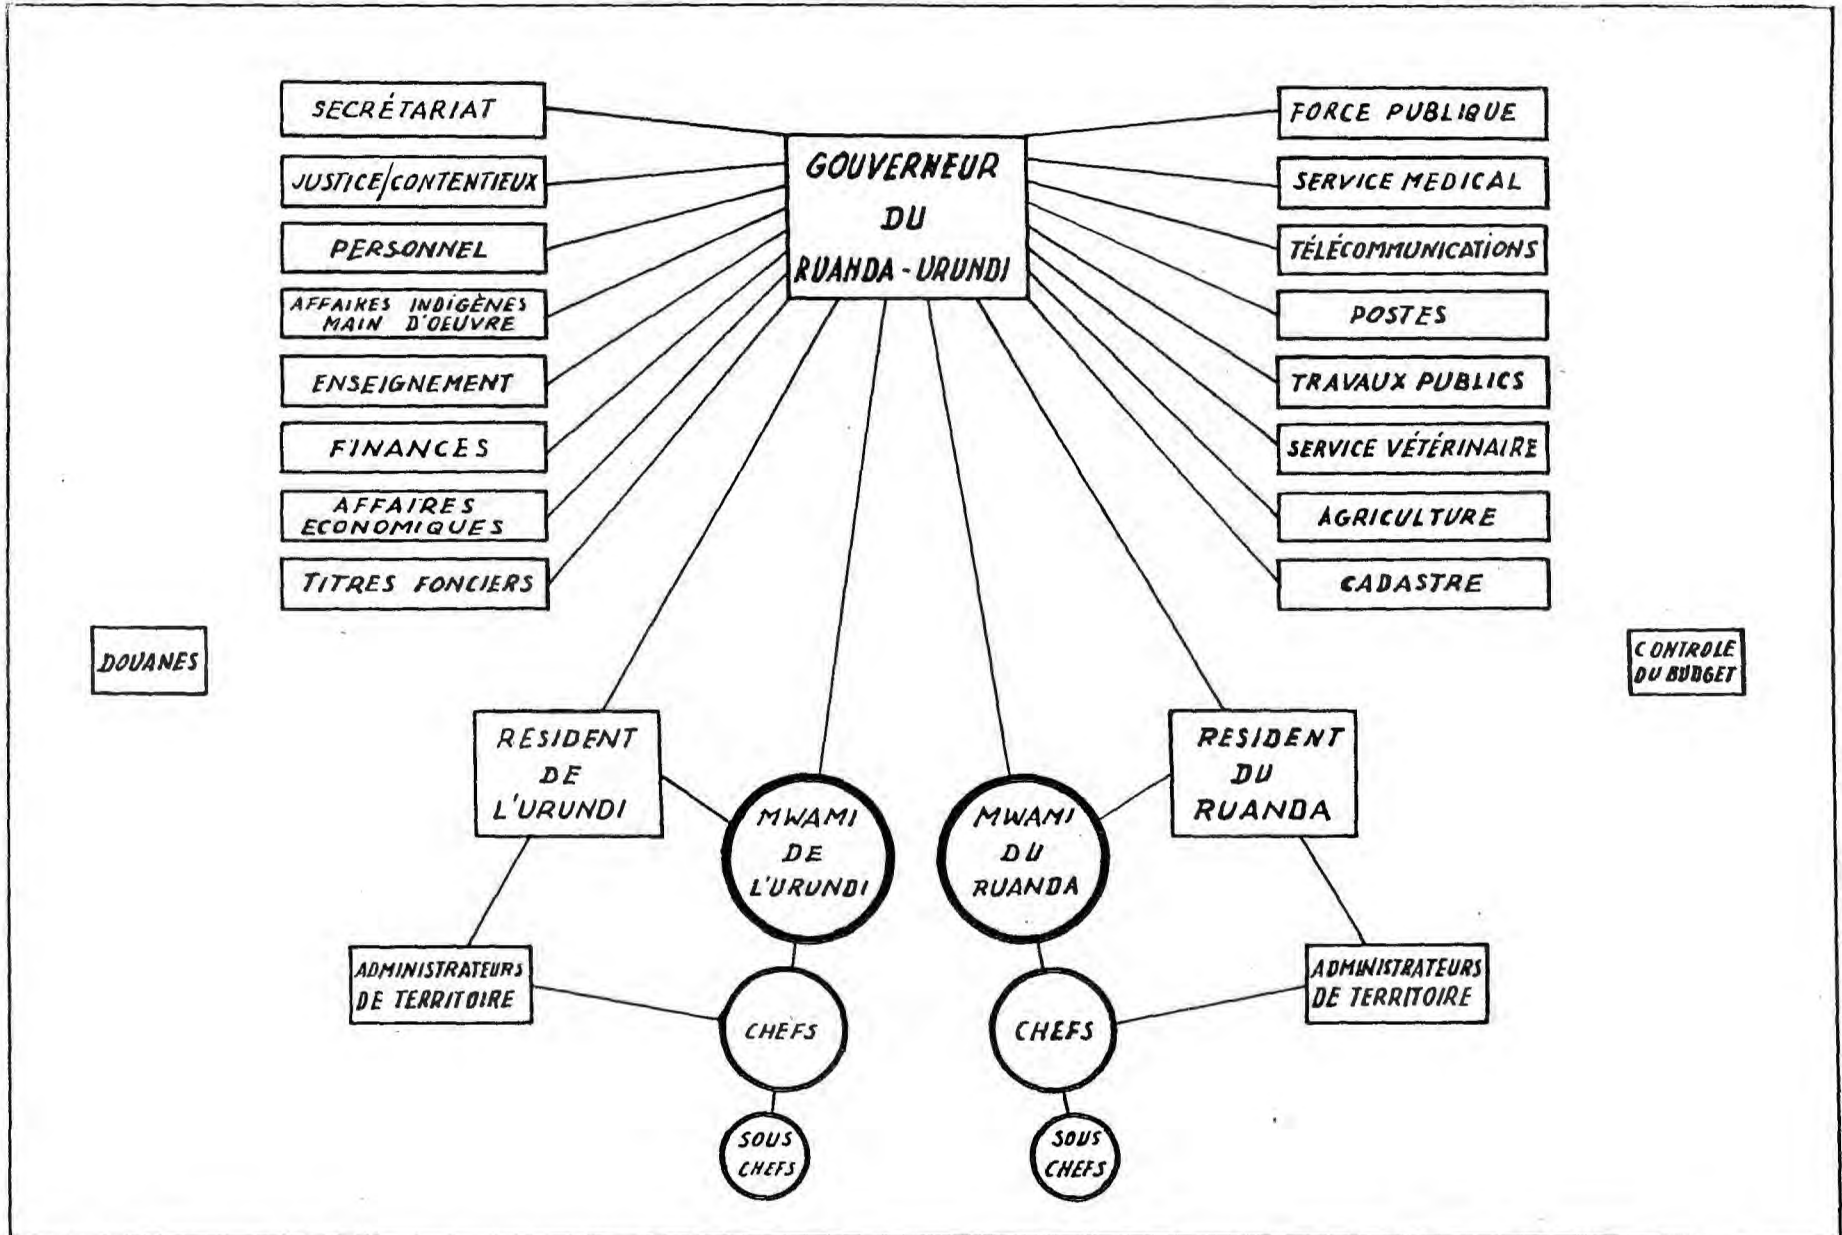 SECRÉTARIAT
JUSTICE/CONTENTIEUX
PERSONNEL
AFFAIRES INDIGÈNES
MAIN D'OEUVRE
ENSEIGNEMENT
FINANCES
AFFAIRES
ECONOMIQUES
TITRES FONCIERS
GOUVERNEUR
DU
RUANDA-URUNDI
FORCE PUBLIQUE
SERVICE MEDICAL
TÉLÉCOMMUNICATIONS
POSTES
TRAVAUX PUBLICS
SERVICE VÉTÉRINAIRE
AGRICULTURE
CADASTRE
DOUANES
CONTROLE
DU BUDGET
RESIDENT
DE
L'URUNDI
MWAMI
DE
L'URUNDI
MWAMI
DU
RUANDA
RESIDENT
DU
RUANDA
ADMINISTRATEURS
DE TERRITOIRE
CHEFS
CHEFS
ADMINISTRATEURS
DE TERRITOIRE
SOUS
CHEFS
SOUS
CHEFS